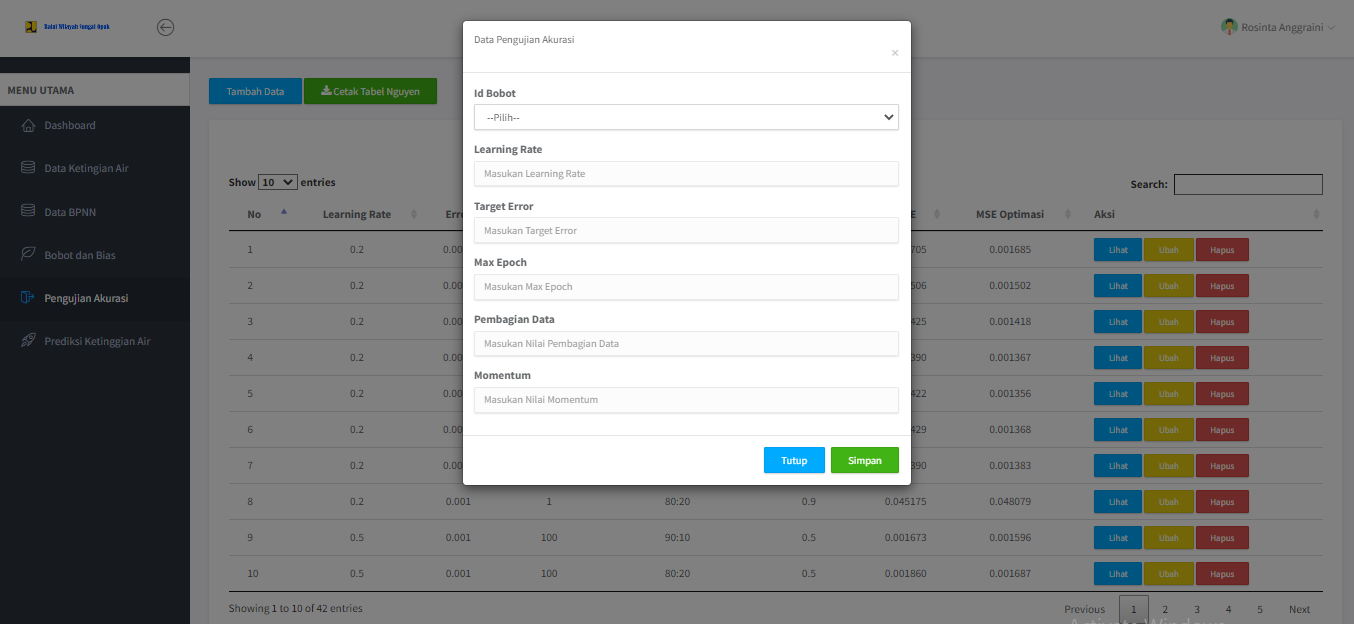 Balai Wilayah Sungai Opak
Rosinta Anggraini
MENU UTAMA
Dashboard
Data Ketingian Air
Data BPNN
Bobot dan Bias
Pengujian Akurasi
Prediksi Ketinggian Air
Tambah Data
Cetak Tabel Nguyen
Data Pengujian Akurasi
×
Id Bobot
--Pilih--
Learning Rate
Masukan Learning Rate
Target Error
Masukan Target Error
Max Epoch
Masukan Max Epoch
Pembagian Data
Masukan Nilai Pembagian Data
Momentum
Masukan Nilai Momentum
Tutup Simpan
Show 10 entries
Search:
No Learning Rate Erro E MSE Optimasi Aksi
1 0.2 0.00 705 0.001685 Lihat Ubah Hapus
2 0.2 0.00 506 0.001502 Lihat Ubah Hapus
3 0.2 0.00 425 0.001418 Lihat Ubah Hapus
4 0.2 0.00 390 0.001367 Lihat Ubah Hapus
5 0.2 0.00 422 0.001356 Lihat Ubah Hapus
6 0.2 0.00 429 0.001368 Lihat Ubah Hapus
7 0.2 0.00 390 0.001383 Lihat Ubah Hapus
8 0.2 0.001 1 80:20 0.9 0.045175 0.048079 Lihat Ubah Hapus
9 0.5 0.001 100 90:10 0.5 0.001673 0.001596 Lihat Ubah Hapus
10 0.5 0.001 100 80:20 0.5 0.001860 0.001687 Lihat Ubah Hapus
Showing 1 to 10 of 42 entries
Previous 1 2 3 4 5 Next
Activate Windows